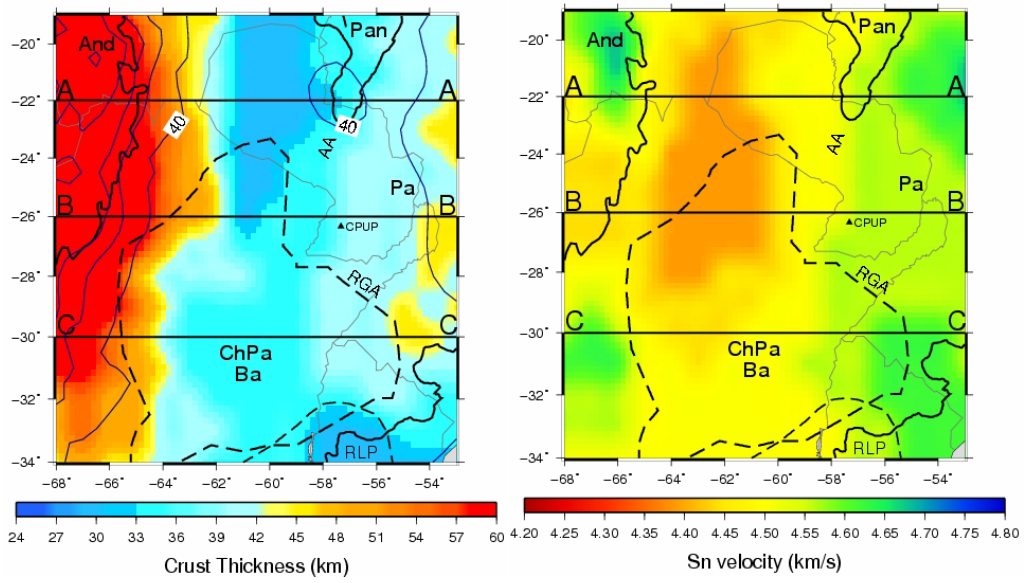 And
Pan
A
A
40
40
AA
Pa
B
B
CPUP
RGA
C
C
ChPa
Ba
RLP
−20°
−22°
−24°
−26°
−28°
−30°
−32°
−34°
−68°
−66°
−64°
−62°
−60°
−58°
−56°
−54°
24 27 30 33 36 39 42 45 48 51 54 57 60
Crust Thickness (km)
And
Pan
A
A
AA
Pa
B
B
CPUP
RGA
C
C
ChPa
Ba
RLP
−20°
−22°
−24°
−26°
−28°
−30°
−32°
−34°
−68°
−66°
−64°
−62°
−60°
−58°
−56°
−54°
4.20 4.25 4.30 4.35 4.40 4.45 4.50 4.55 4.60 4.65 4.70 4.75 4.80
Sn velocity (km/s)